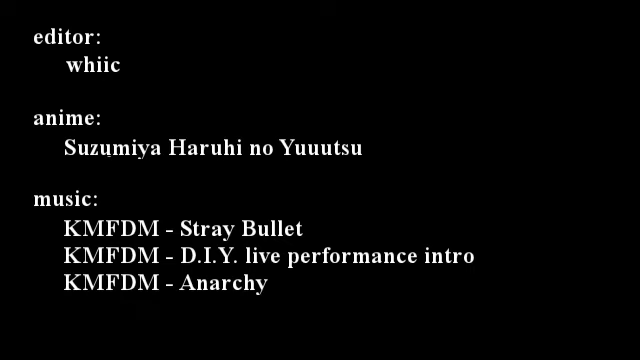 editor:
whiic
anime:
Suzumiya Haruhi no Yuuutsu
music:
KMFDM - Stray Bullet
KMFDM - D.I.Y. live performance intro
KMFDM - Anarchy